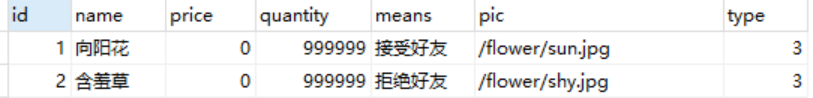 id name price quantity means pic type
1 向阳花 0 999999 接受好友 /flower/sun.jpg 3
2 含羞草 0 999999 拒绝好友 /flower/shy.jpg 3